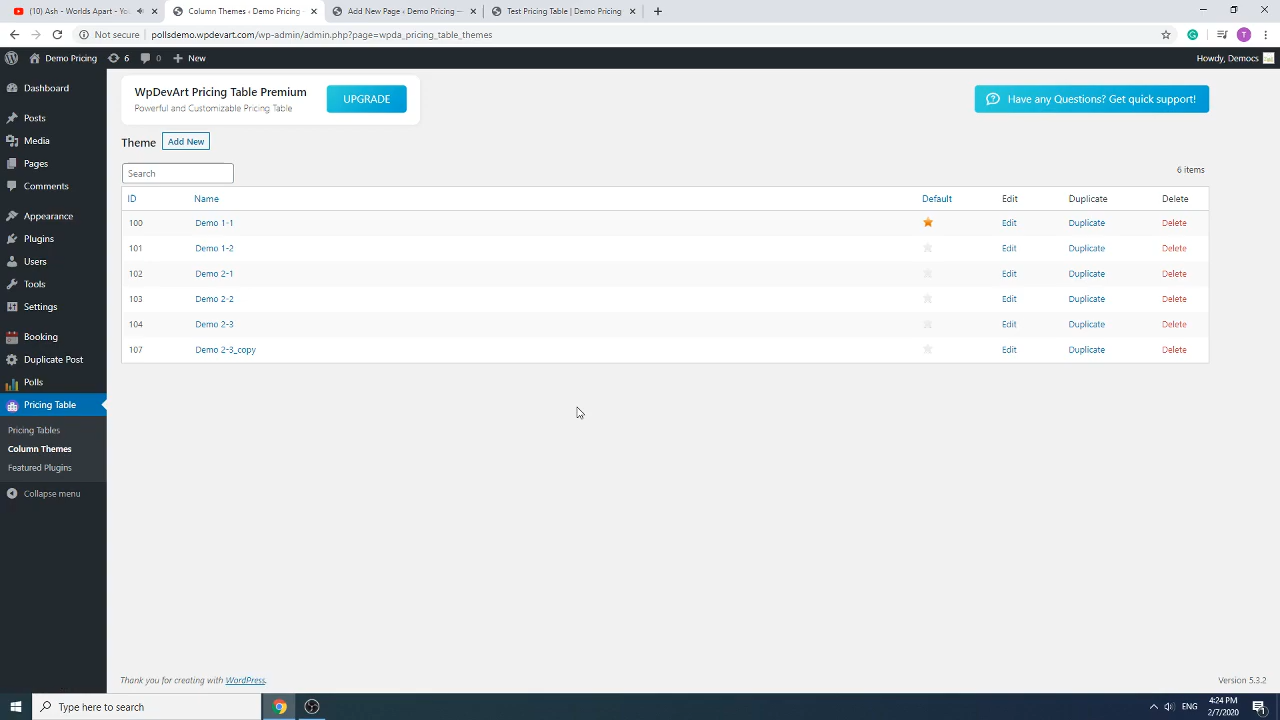 (10) Ash - Worlds Apart - Yo
Column Themes ‹ Demo Pricing
Add New Page ‹ Demo Pricing —
Test Pricing Table | Demo Pricing
Not secure
pollsdemo.wpdevart.com/wp-admin/admin.php?page=wpda_pricing_table_themes
T
Demo Pricing
6
0
New
Howdy, Democs
Dashboard
Posts
Media
Pages
Comments
Appearance
Plugins
Users
Tools
Settings
Booking
Duplicate Post
Polls
Pricing Table
Pricing Tables
Column Themes
Featured Plugins
Collapse menu
WpDevArt Pricing Table Premium
Powerful and Customizable Pricing Table
UPGRADE
Have any Questions? Get quick support!
Theme
Add New
Search
6 items
ID Name Default Edit Duplicate Delete
100 Demo 1-1 Edit Duplicate Delete
101 Demo 1-2 Edit Duplicate Delete
102 Demo 2-1 Edit Duplicate Delete
103 Demo 2-2 Edit Duplicate Delete
104 Demo 2-3 Edit Duplicate Delete
107 Demo 2-3_copy Edit Duplicate Delete
Thank you for creating with WordPress.
Version 5.3.2
Type here to search
ENG
4:24 PM
2/7/2020
1